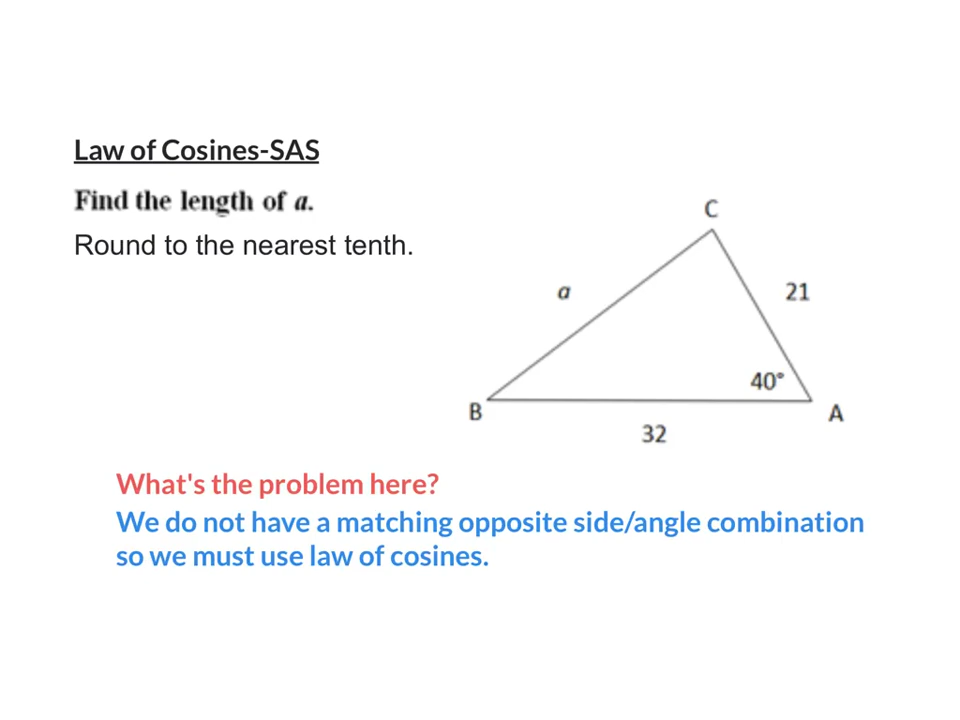 Law of Cosines-SAS
Find the length of a.
Round to the nearest tenth.
C
a
21
40°
B
A
32
What's the problem here?
We do not have a matching opposite side/angle combination
so we must use law of cosines.